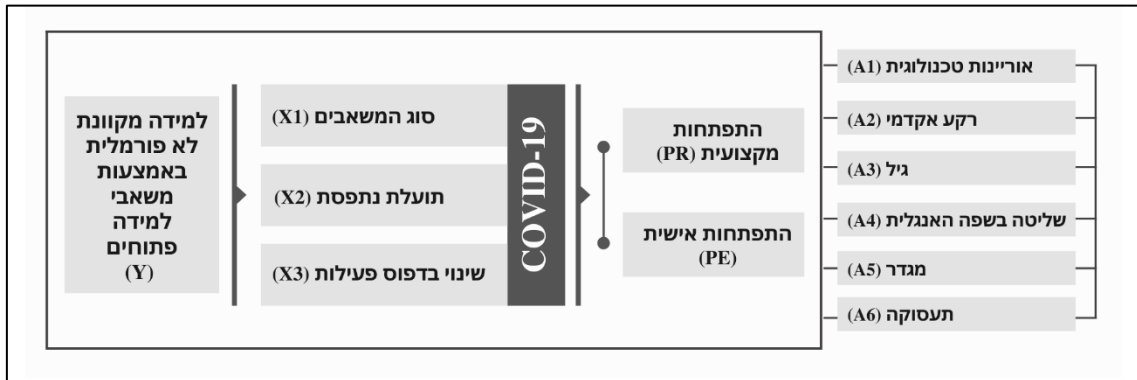 למידה מקוונת
לא פורמלית
באמצעות
משאבי
למידה
פתוחים
(Y)
סוג המשאבים (X1)
תועלת נתפסת (X2)
שינוי בדפוס פעילות (X3)
COVID-19
התפתחות
מקצועית (PR)
התפתחות אישית
(PE)
אוריינות טכנולוגית (A1)
רקע אקדמי (A2)
גיל (A3)
שליטה בשפה האנגלית (A4)
מגדר (A5)
תעסוקה (A6)